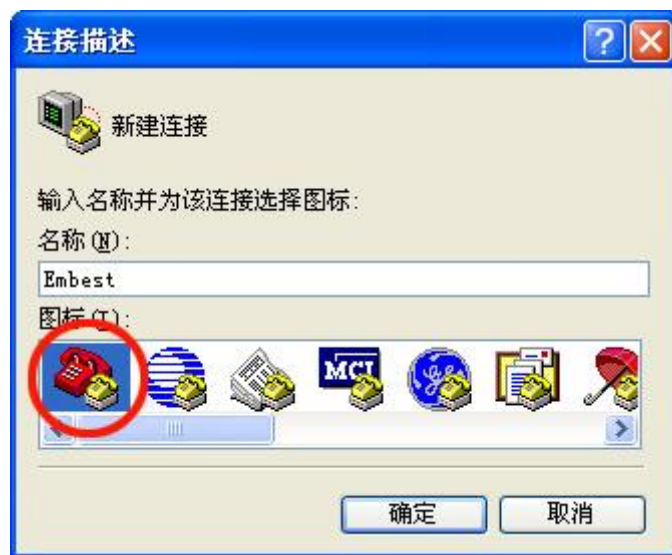 连接描述
新建连接
输入名称并为该连接选择图标:
名称(N):
Embest
图标(I):
MCI
确定
取消